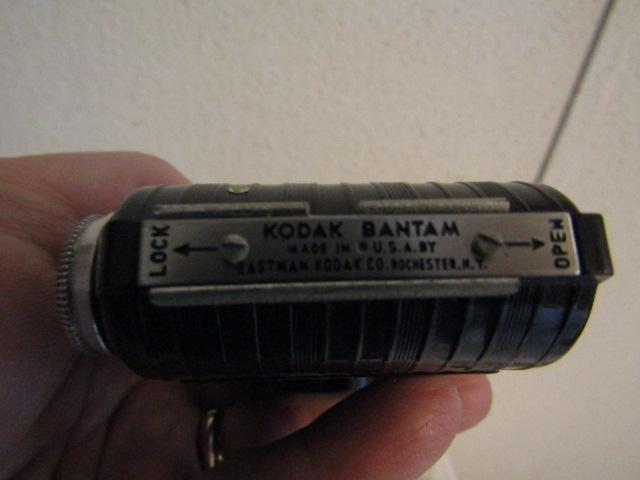 LOCK
KODAK BANTAM
MADE IN ® U.S.A. BY
EASTMAN KODAK CO. ROCHESTER, N.Y.
OPEN